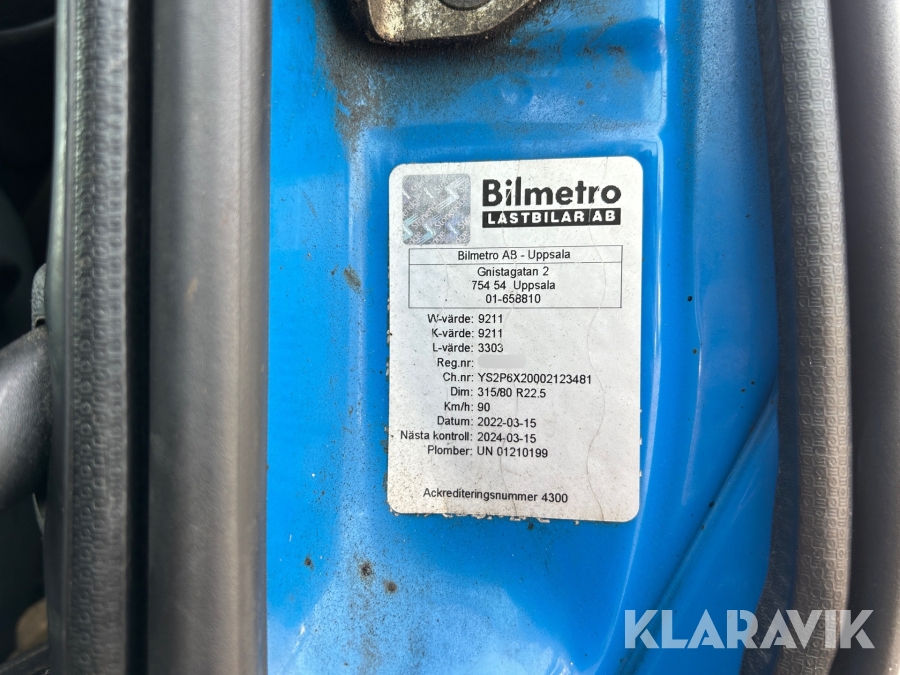 Bilmetro
LASTBILAR AB
Bilmetro AB - Uppsala
Gnistagatan 2
754 54 Uppsala
01-658810
W-värde: 9211
K-värde: 9211
L-värde: 3303
Reg.nr:
Ch.nr: YS2P6X20002123481
Dim: 315/80 R22.5
Km/h: 90
Datum: 2022-03-15
Nästa kontroll: 2024-03-15
Plomber: UN 01210199
Ackrediteringsnummer 4300
KLARAVIK